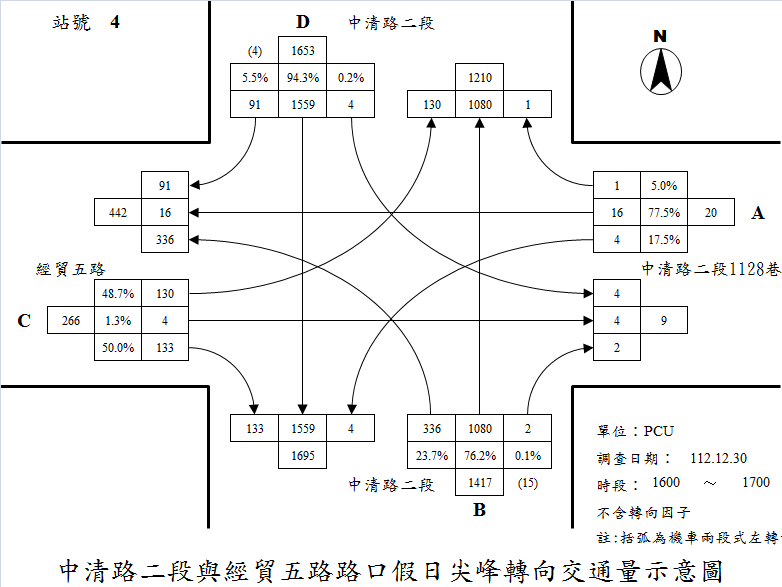 站號 4
D 中清路二段
N
(4) 1653
5.5% 94.3% 0.2%
91 1559 4
1210
130 1080 1
91
442 16
336
1 5.0%
16 77.5% 20
4 17.5%
A
經貿五路
中清路二段1128巷
48.7% 130
C 266 1.3% 4
50.0% 133
4
4 9
2
133 1559 4
1695
336 1080 2
23.7% 76.2% 0.1%
1417 (15)
中清路二段
B
單位：PCU
調查日期： 112.12.30
時段： 1600 ～ 1700
不含轉向因子
註:括弧為機車兩段式左轉
中清路二段與經貿五路路口假日尖峰轉向交通量示意圖